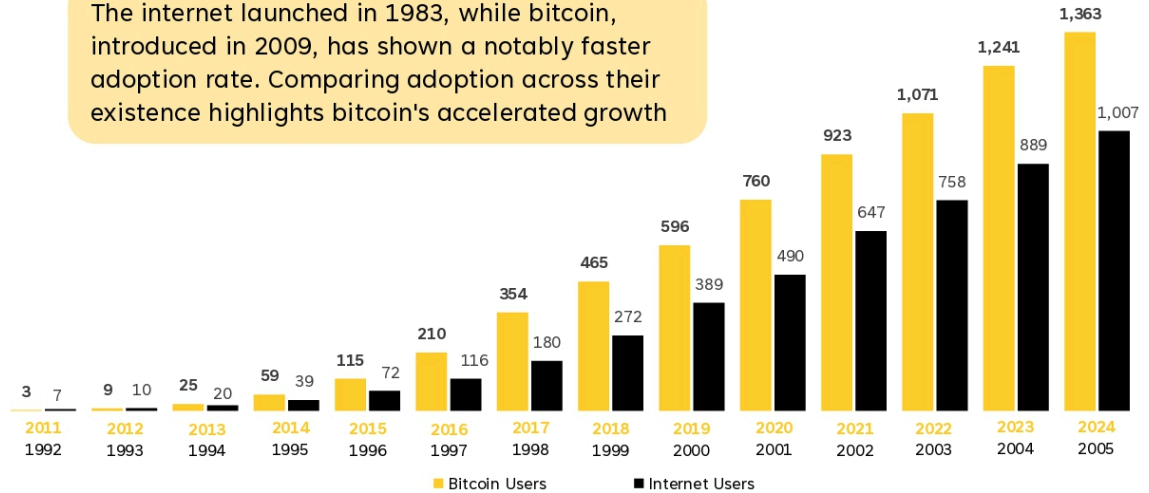 The internet launched in 1983, while bitcoin,
introduced in 2009, has shown a notably faster
adoption rate. Comparing adoption across their
existence highlights bitcoin's accelerated growth
3 7 9 10 25 20 59 39 115 72 210 116 354 180 465 272 596 389 760 490 923 647 1,071 758 1,241 889 1,363 1,007
2011 2012 2013 2014 2015 2016 2017 2018 2019 2020 2021 2022 2023 2024
1992 1993 1994 1995 1996 1997 1998 1999 2000 2001 2002 2003 2004 2005
Bitcoin Users Internet Users